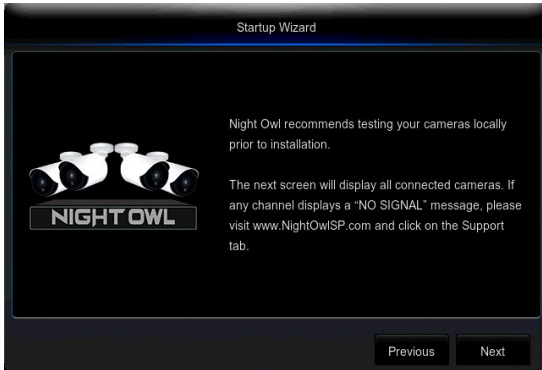 Startup Wizard
Night Owl recommends testing your cameras locally
prior to installation.
The next screen will display all connected cameras. If
any channel displays a “NO SIGNAL” message, please
visit www.NightOwlSP.com and click on the Support
tab.
NIGHT OWL
Previous
Next